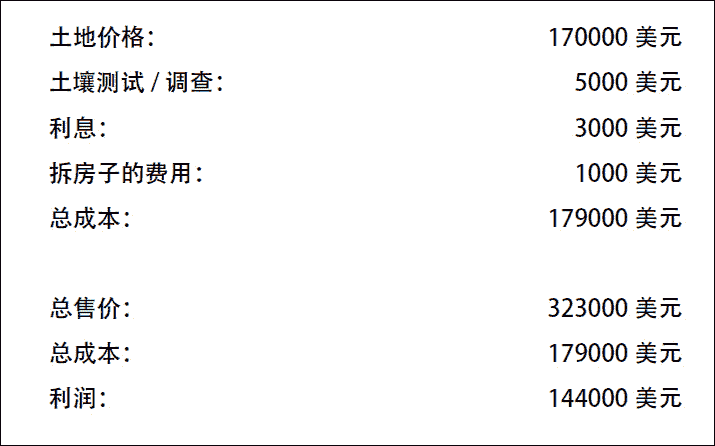 土地价格： 170000 美元
土壤测试 / 调查： 5000 美元
利息： 3000 美元
拆房子的费用： 1000 美元
总成本： 179000 美元
总售价： 323000 美元
总成本： 179000 美元
利润： 144000 美元